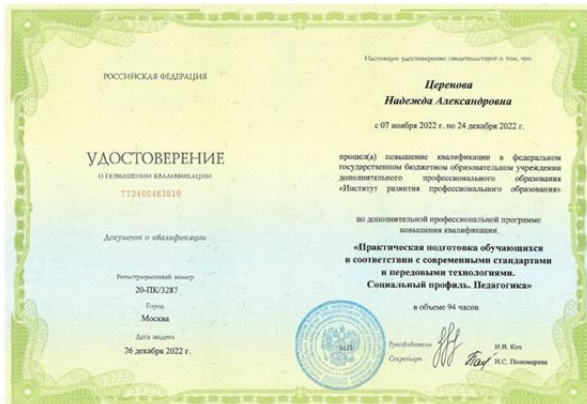 РОССИЙСКАЯ ФЕДЕРАЦИЯ
УДОСТОВЕРЕНИЕ
О ПОВЫШЕНИИ КВАЛИФИКАЦИИ
772400463510
Документ о квалификации
Регистрационный номер
20-ПК/3287
Город
Москва
Дата выдачи
26 декабря 2022 г.
Настоящее удостоверение свидетельствует о том, что
Церенова
Надежда Александровна
с 07 ноября 2022 г. по 24 декабря 2022 г.
прошел(а) повышение квалификации в федеральном
государственном бюджетном образовательном учреждении
дополнительного профессионального образования
«Институт развития профессионального образования»
по дополнительной профессиональной программе
повышения квалификации
«Практическая подготовка обучающихся
в соответствии с современными стандартами
и передовыми технологиями.
Социальный профиль. Педагогика»
в объеме 94 часов
М.П.
Руководитель Н.В. Кох
Секретарь Н.С. Пономарева